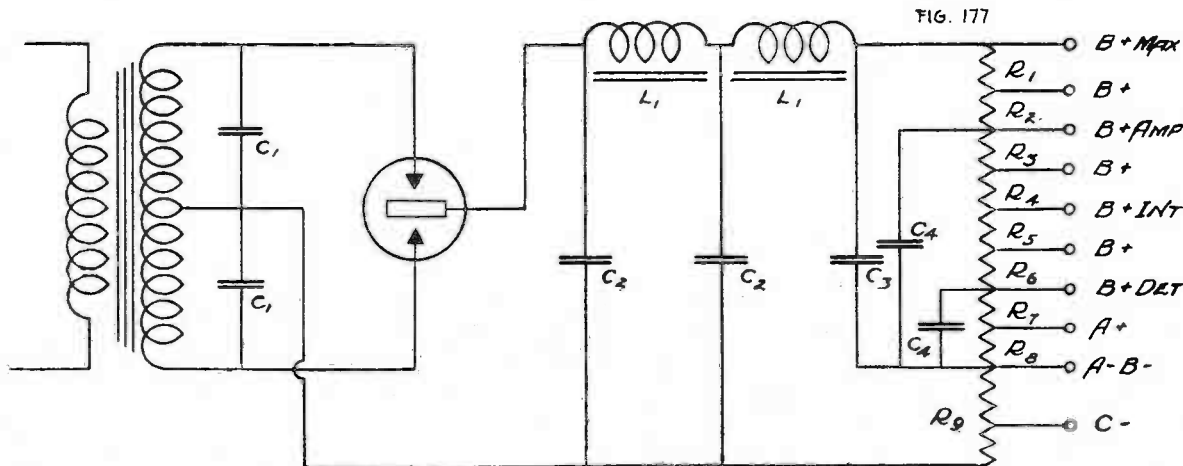 FIG. 177
B+MAX
R1
B+
R2.
B+AMP
R3
B+
R4
B+INT
R5
B+
R6
B+DET
R7
A+
R8
A-B-
R9
C-
L1
L1
C1
C1
C2
C2
C3
C4
C4